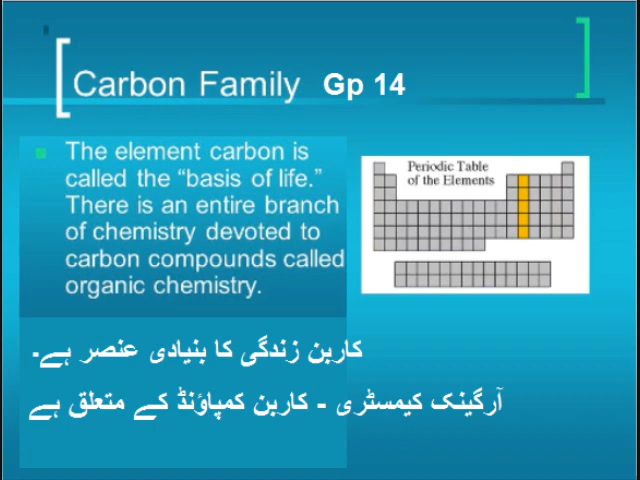 Carbon Family Gp 14
The element carbon is
called the “basis of life.”
There is an entire branch
of chemistry devoted to
carbon compounds called
organic chemistry.
Periodic Table
of the Elements
کاربن زندگی کا بنیادی عنصر ہے۔
آرگینک کیمسٹری - کاربن کمپاؤنڈ کے متعلق ہے